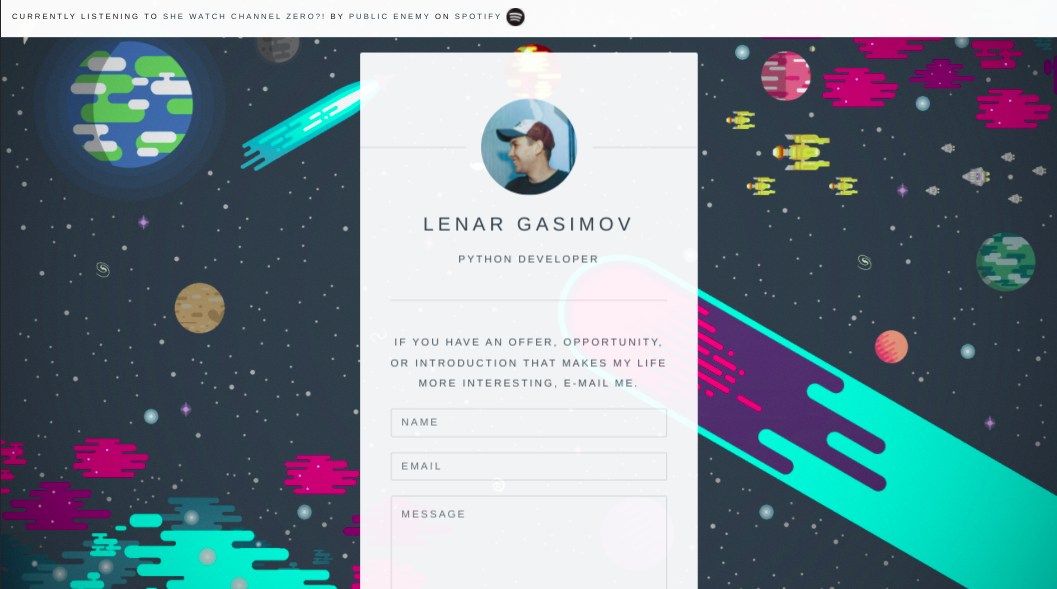 CURRENTLY LISTENING TO SHE WATCH CHANNEL ZERO?! BY PUBLIC ENEMY ON SPOTIFY
LENAR GASIMOV
PYTHON DEVELOPER
IF YOU HAVE AN OFFER, OPPORTUNITY,
OR INTRODUCTION THAT MAKES MY LIFE
MORE INTERESTING, E-MAIL ME.
NAME
EMAIL
MESSAGE